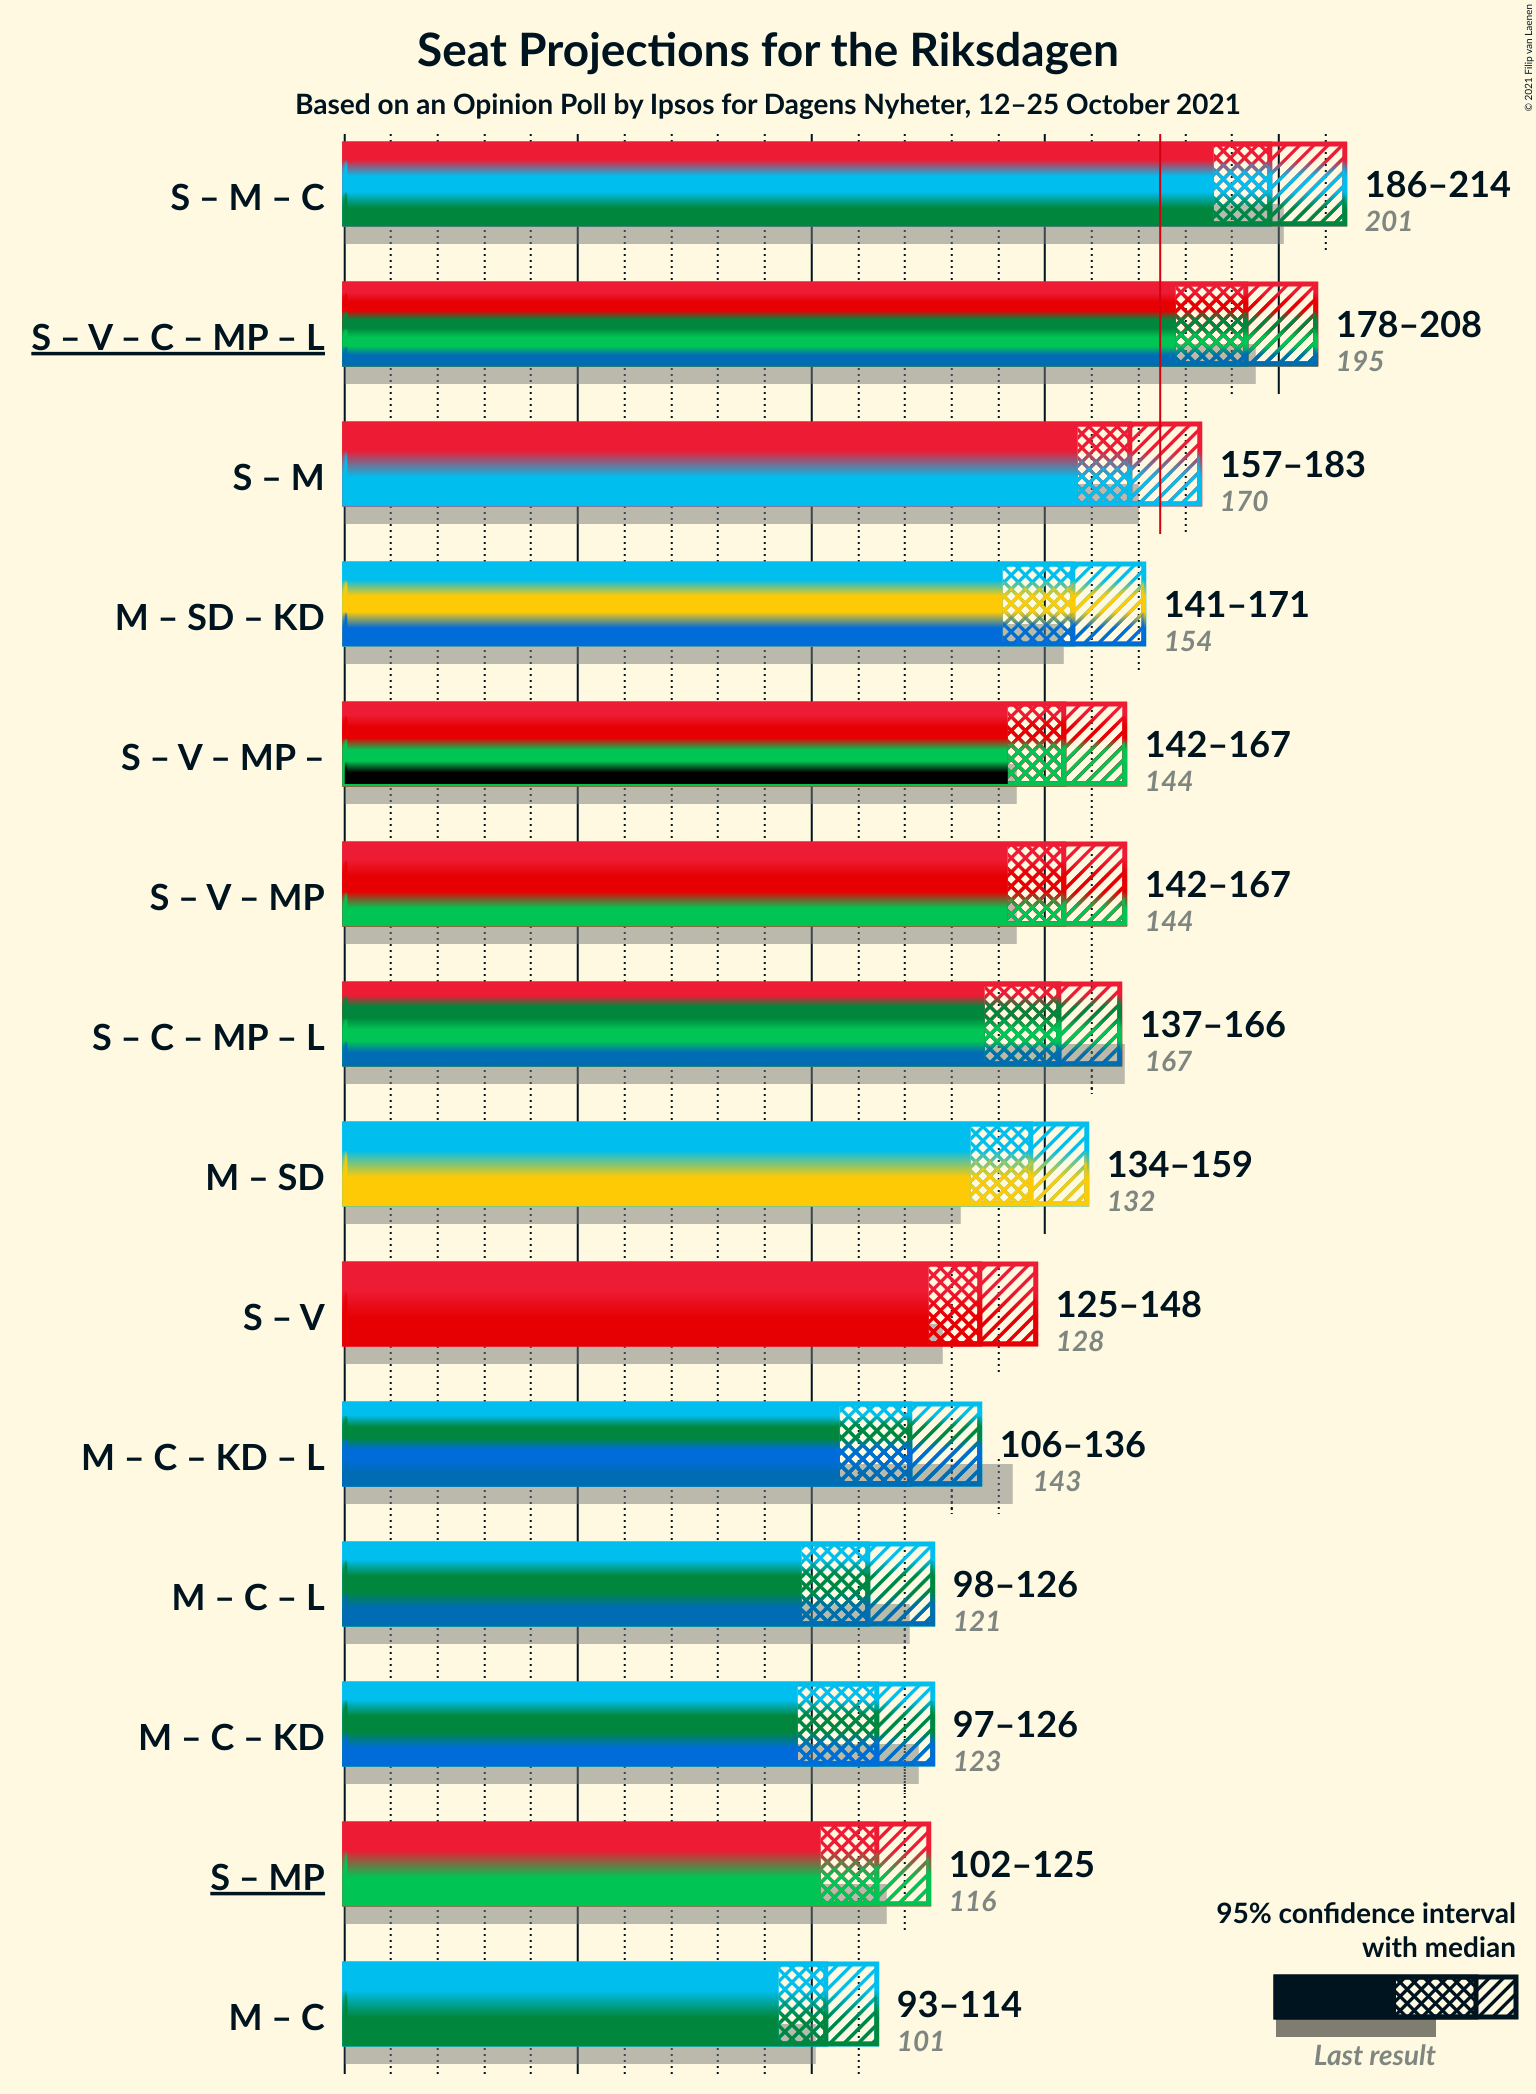 Seat Projections for the Riksdagen
Based on an Opinion Poll by Ipsos for Dagens Nyheter, 12–25 October 2021
© 2021 Filip van Laenen
S – M – C
186–214
201
S – V – C – MP – L
178–208
195
S – M
157–183
170
M – SD – KD
141–171
154
S – V – MP –
142–167
144
S – V – MP
142–167
144
S – C – MP – L
137–166
167
M – SD
134–159
132
S – V
125–148
128
M – C – KD – L
106–136
143
M – C – L
98–126
121
M – C – KD
97–126
123
S – MP
102–125
116
M – C
93–114
101
95% confidence interval
with median
Last result